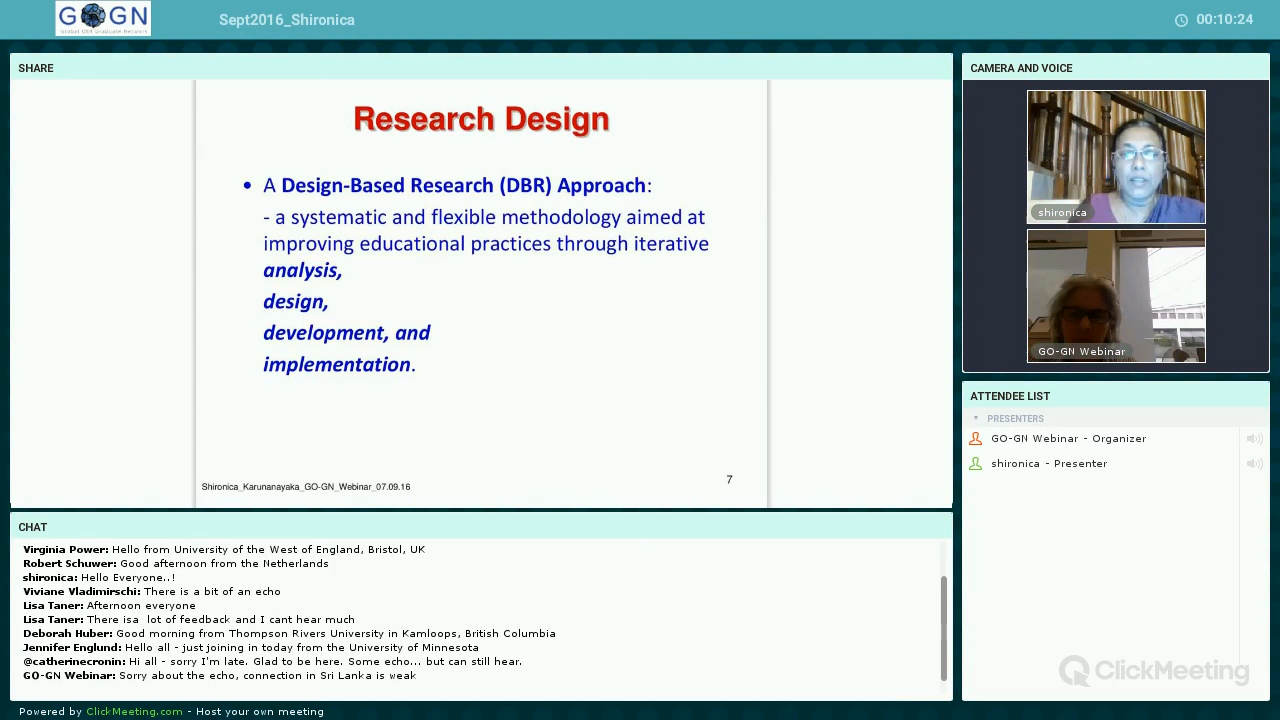 GOGN
Global OER Graduate Network
Sept2016_Shironica
00:10:24
SHARE
Research Design
• A Design-Based Research (DBR) Approach:
- a systematic and flexible methodology aimed at
improving educational practices through iterative
analysis,
design,
development, and
implementation.
Shironica_Karunanayaka_GO-GN_Webinar_07.09.16
7
CAMERA AND VOICE
shironica
GO-GN Webinar
ATTENDEE LIST
PRESENTERS
GO-GN Webinar - Organizer
shironica - Presenter
CHAT
Virginia Power: Hello from University of the West of England, Bristol, UK
Robert Schuwer: Good afternoon from the Netherlands
shironica: Hello Everyone..!
Viviane Vladimirschi: There is a bit of an echo
Lisa Taner: Afternoon everyone
Lisa Taner: There isa  lot of feedback and I cant hear much
Deborah Huber: Good morning from Thompson Rivers University in Kamloops, British Columbia
Jennifer Englund: Hello all - just joining in today from the University of Minnesota
@catherinecronin: Hi all - sorry I'm late. Glad to be here. Some echo... but can still hear.
GO-GN Webinar: Sorry about the echo, connection in Sri Lanka is weak
ClickMeeting
Powered by ClickMeeting.com - Host your own meeting